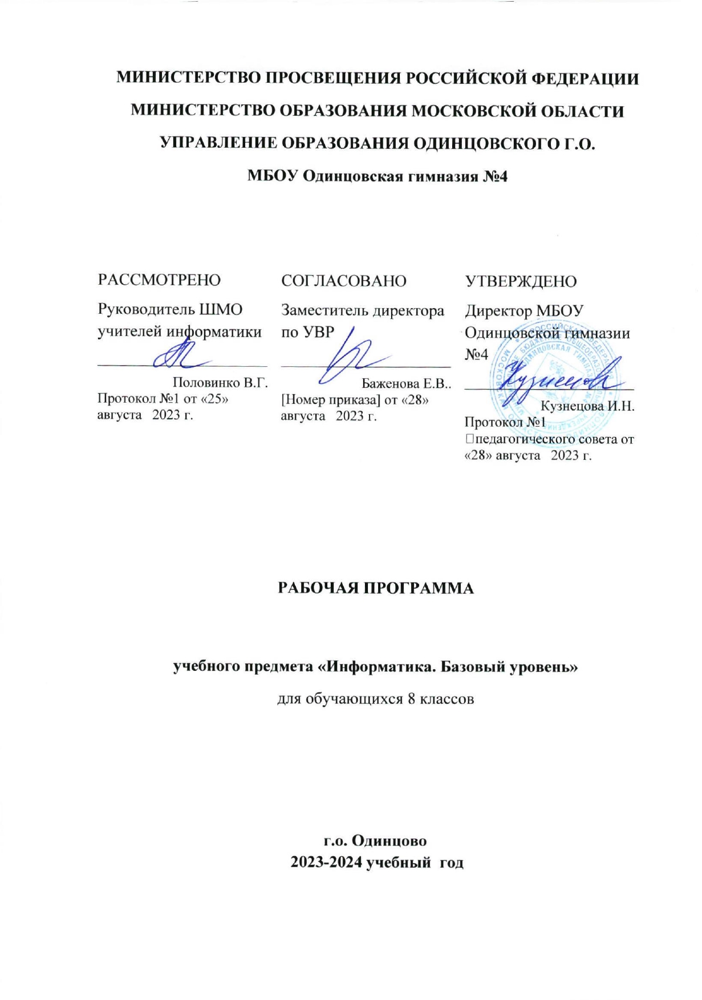 МИНИСТЕРСТВО ПРОСВЕЩЕНИЯ РОССИЙСКОЙ ФЕДЕРАЦИИ
МИНИСТЕРСТВО ОБРАЗОВАНИЯ МОСКОВСКОЙ ОБЛАСТИ
УПРАВЛЕНИЕ ОБРАЗОВАНИЯ ОДИНЦОВСКОГО Г.О.
МБОУ Одинцовская гимназия №4
РАССМОТРЕНО
Руководитель ШМО
учителей информатики
Половинко В.Г.
Протокол №1 от «25»
августа 2023 г.
СОГЛАСОВАНО
Заместитель директора
по УВР
Баженова Е.В..
[Номер приказа] от «28»
августа 2023 г.
УТВЕРЖДЕНО
Директор МБОУ
Одинцовской гимназии
№4
Кузнецова И.Н.
Протокол №1
педагогического совета от
«28» августа 2023 г.
РАБОЧАЯ ПРОГРАММА
учебного предмета «Информатика. Базовый уровень»
для обучающихся 8 классов
г.о. Одинцово
2023-2024 учебный год